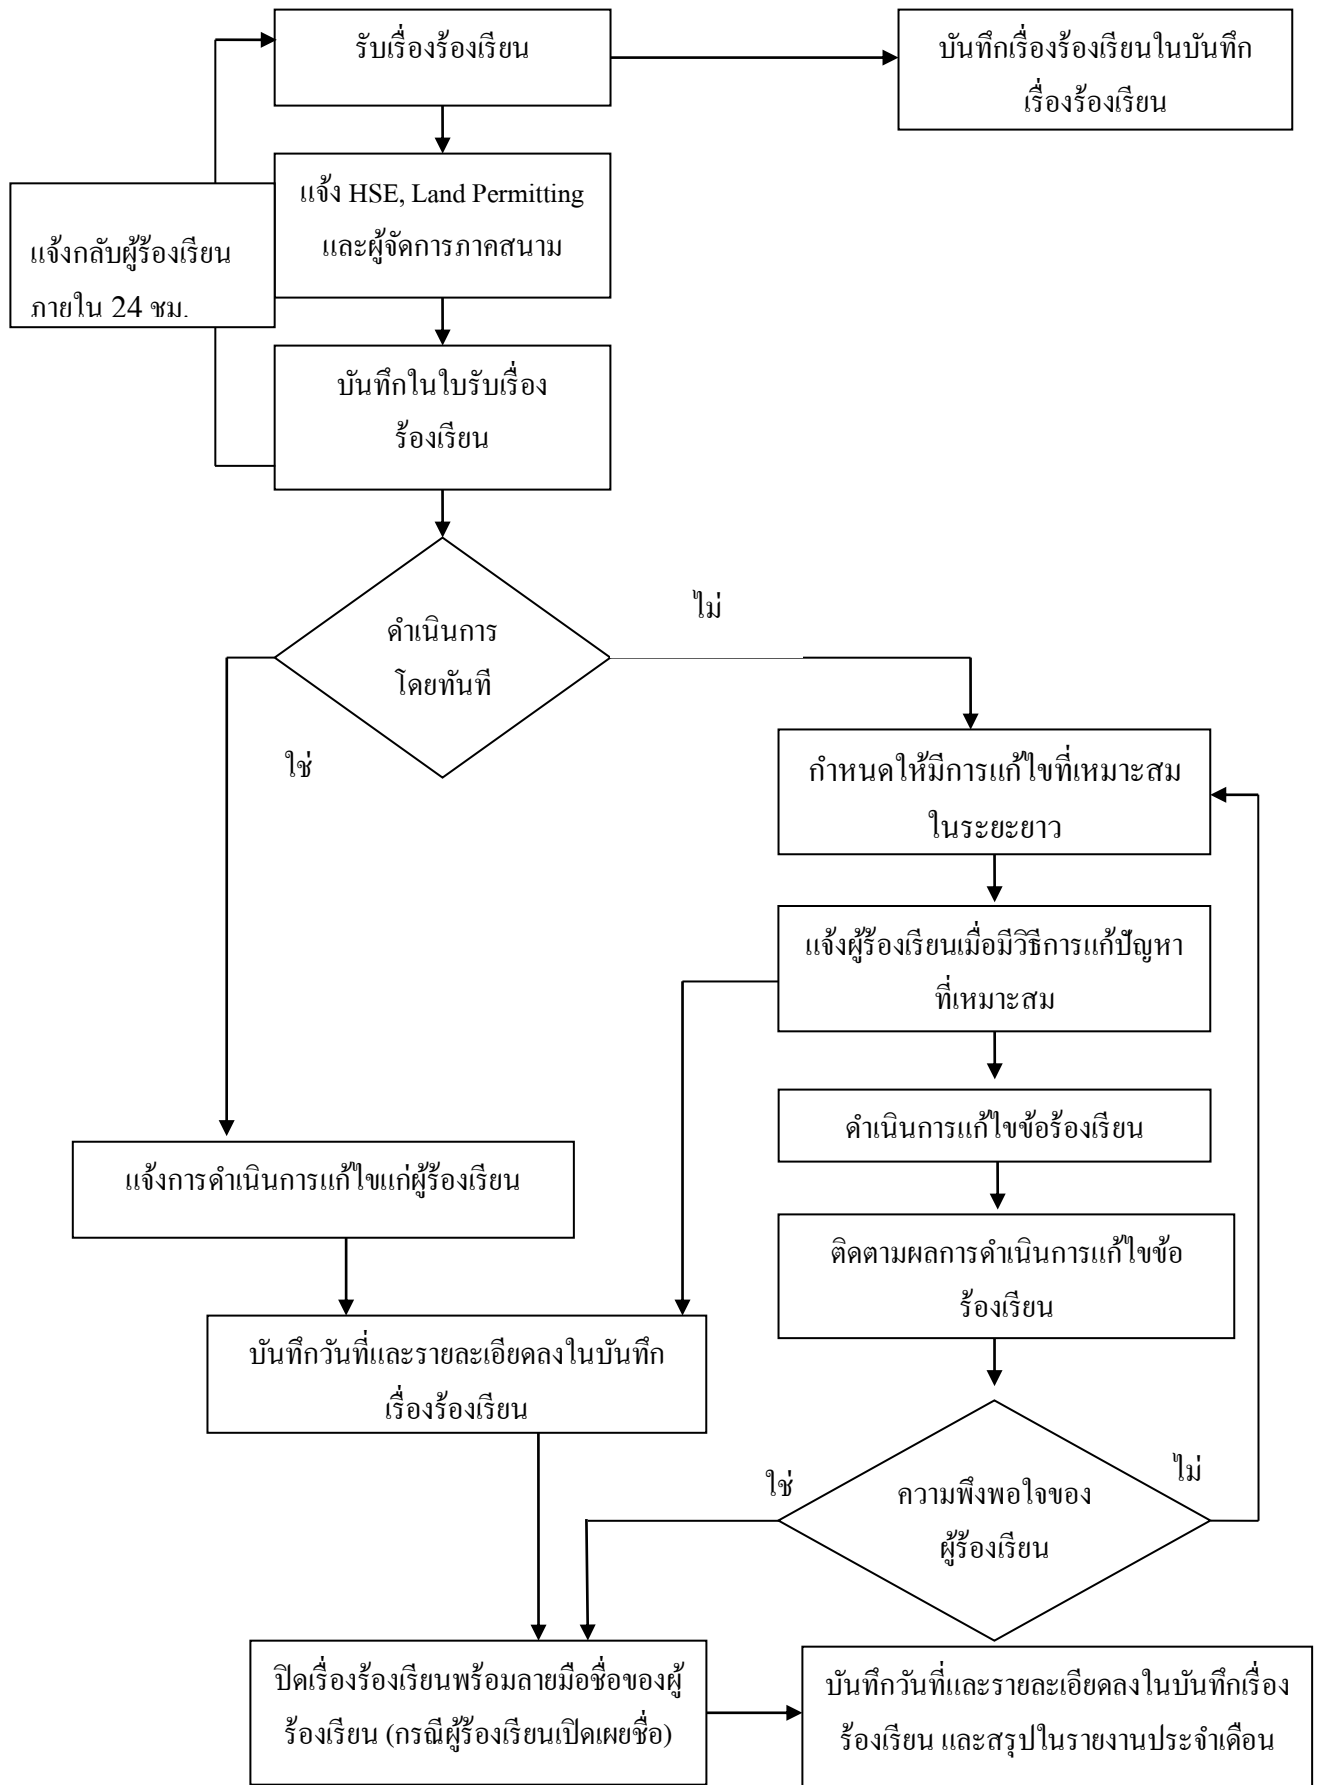 รับเรื่องร้องเรียน
บันทึกเรื่องร้องเรียนในบันทึก
เรื่องร้องเรียน
แจ้ง HSE, Land Permitting
และผู้จัดการภาคสนาม
แจ้งกลับผู้ร้องเรียน
ภายใน 24 ชม.
บันทึกในใบรับเรื่อง
ร้องเรียน
ดำเนินการ
โดยทันที
ไม่
ใช่
กำหนดให้มีการแก้ไขที่เหมาะสม
ในระยะยาว
แจ้งผู้ร้องเรียนเมื่อมีวิธีการแก้ปัญหา
ที่เหมาะสม
ดำเนินการแก้ไขข้อร้องเรียน
แจ้งการดำเนินการแก้ไขแก่ผู้ร้องเรียน
ติดตามผลการดำเนินการแก้ไขข้อ
ร้องเรียน
บันทึกวันที่และรายละเอียดลงในบันทึก
เรื่องร้องเรียน
ใช่
ความพึงพอใจของ
ผู้ร้องเรียน
ไม่
ปิดเรื่องร้องเรียนพร้อมลายมือชื่อของผู้
ร้องเรียน (กรณีผู้ร้องเรียนเปิดเผยชื่อ)
บันทึกวันที่และรายละเอียดลงในบันทึกเรื่อง
ร้องเรียน และสรุปในรายงานประจำเดือน